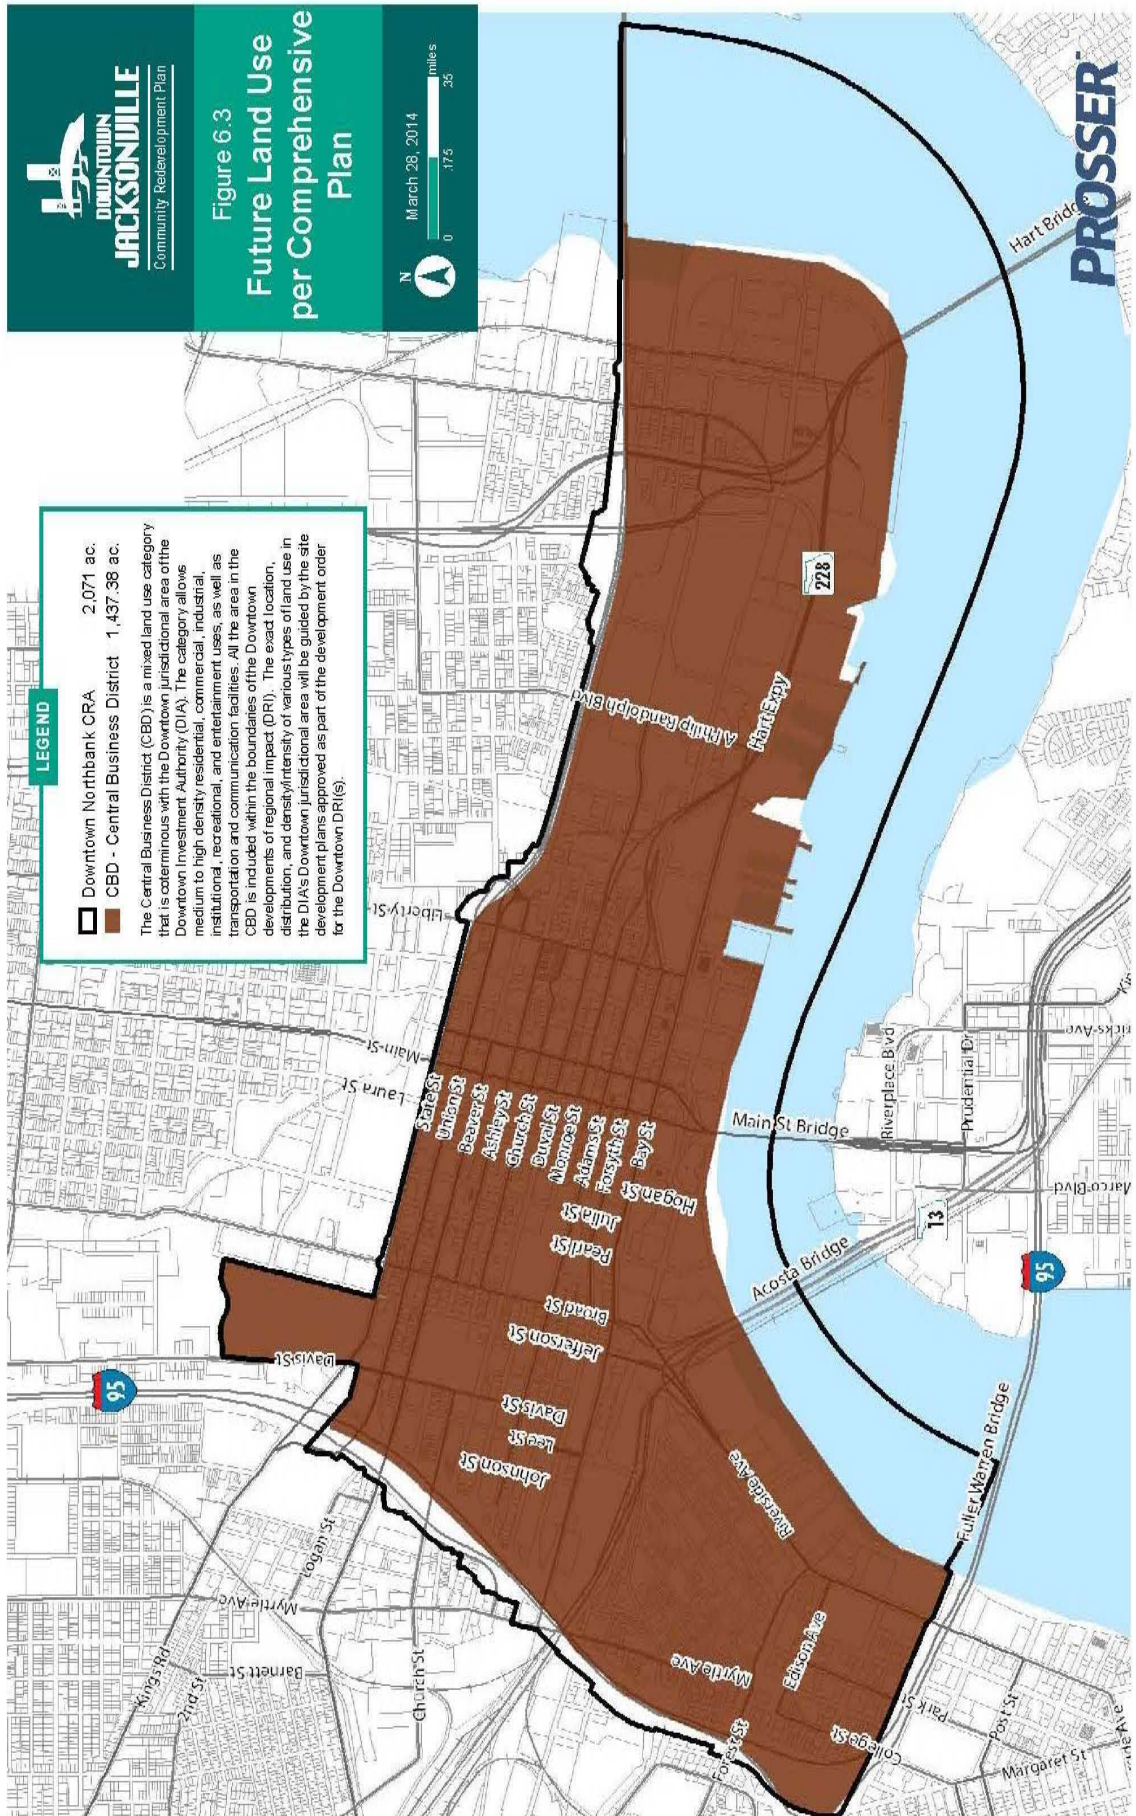 DOWNTOWN
JACKSONVILLE
Community Redevelopment Plan
Figure 6.3
Future Land Use
per Comprehensive
Plan
March 28, 2014
N
0 .175 .35 miles
LEGEND
Downtown Northbank CRA 2,071 ac.
CBD - Central Business District 1,437.38 ac.
The Central Business District (CBD) is a mixed land use category
that is coterminous with the Downtown jurisdictional area of the
Downtown Investment Authority (DIA). The category allows
medium to high density residential, commercial, industrial,
institutional, recreational, and entertainment uses, as well as
transportation and communication facilities. All the area in the
CBD is included within the boundaries of the Downtown
developments of regional impact (DRI). The exact location,
distribution, and density/intensity of various types of land use in
the DIA's Downtown jurisdictional area will be guided by the site
development plans approved as part of the development order
for the Downtown DRI(s).
95
Kings Rd
2nd St
Barnett St
Myrtle Ave
Logan St
Church St
Davis St
Laura St
Main St
Liberty St
State St
Union St
Beaver St
Ashley St
Church St
Duval St
Monroe St
Adams St
Forsyth St
Bay St
Hogan St
Julia St
Pearl St
Broad St
Jefferson St
Davis St
Lee St
Johnson St
A Philip Randolph Blvd
Hart Expy
228
Hart Bridge
Riverside Ave
Myrtle Ave
Edison Ave
Forest St
College St
Park St
Post St
Margaret St
Fuller Warren Bridge
Acosta Bridge
Main St Bridge
Riverplace Blvd
Prudential Dr
13
95
Marco Blvd
ricks Ave
PROSSER